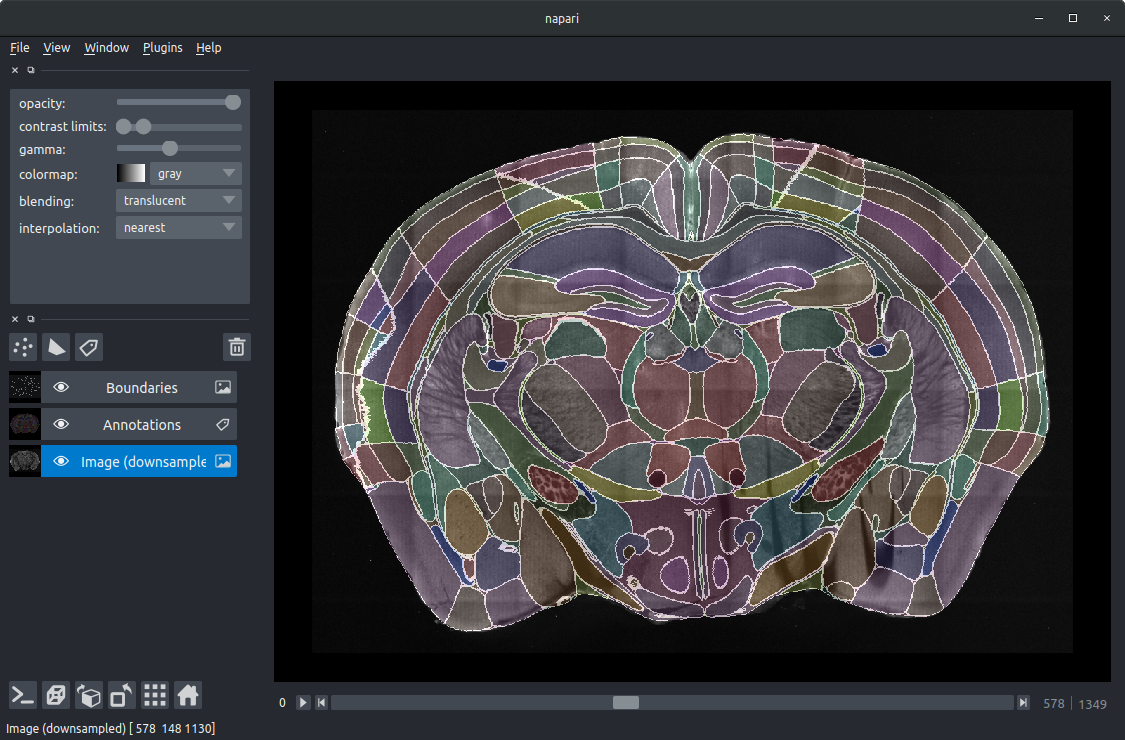 napari
File View Window Plugins Help
opacity:
contrast limits:
gamma:
colormap: gray
blending: translucent
interpolation: nearest
Boundaries
Annotations
Image (downsample
0 578 1349
Image (downsampled) [ 578 148 1130]